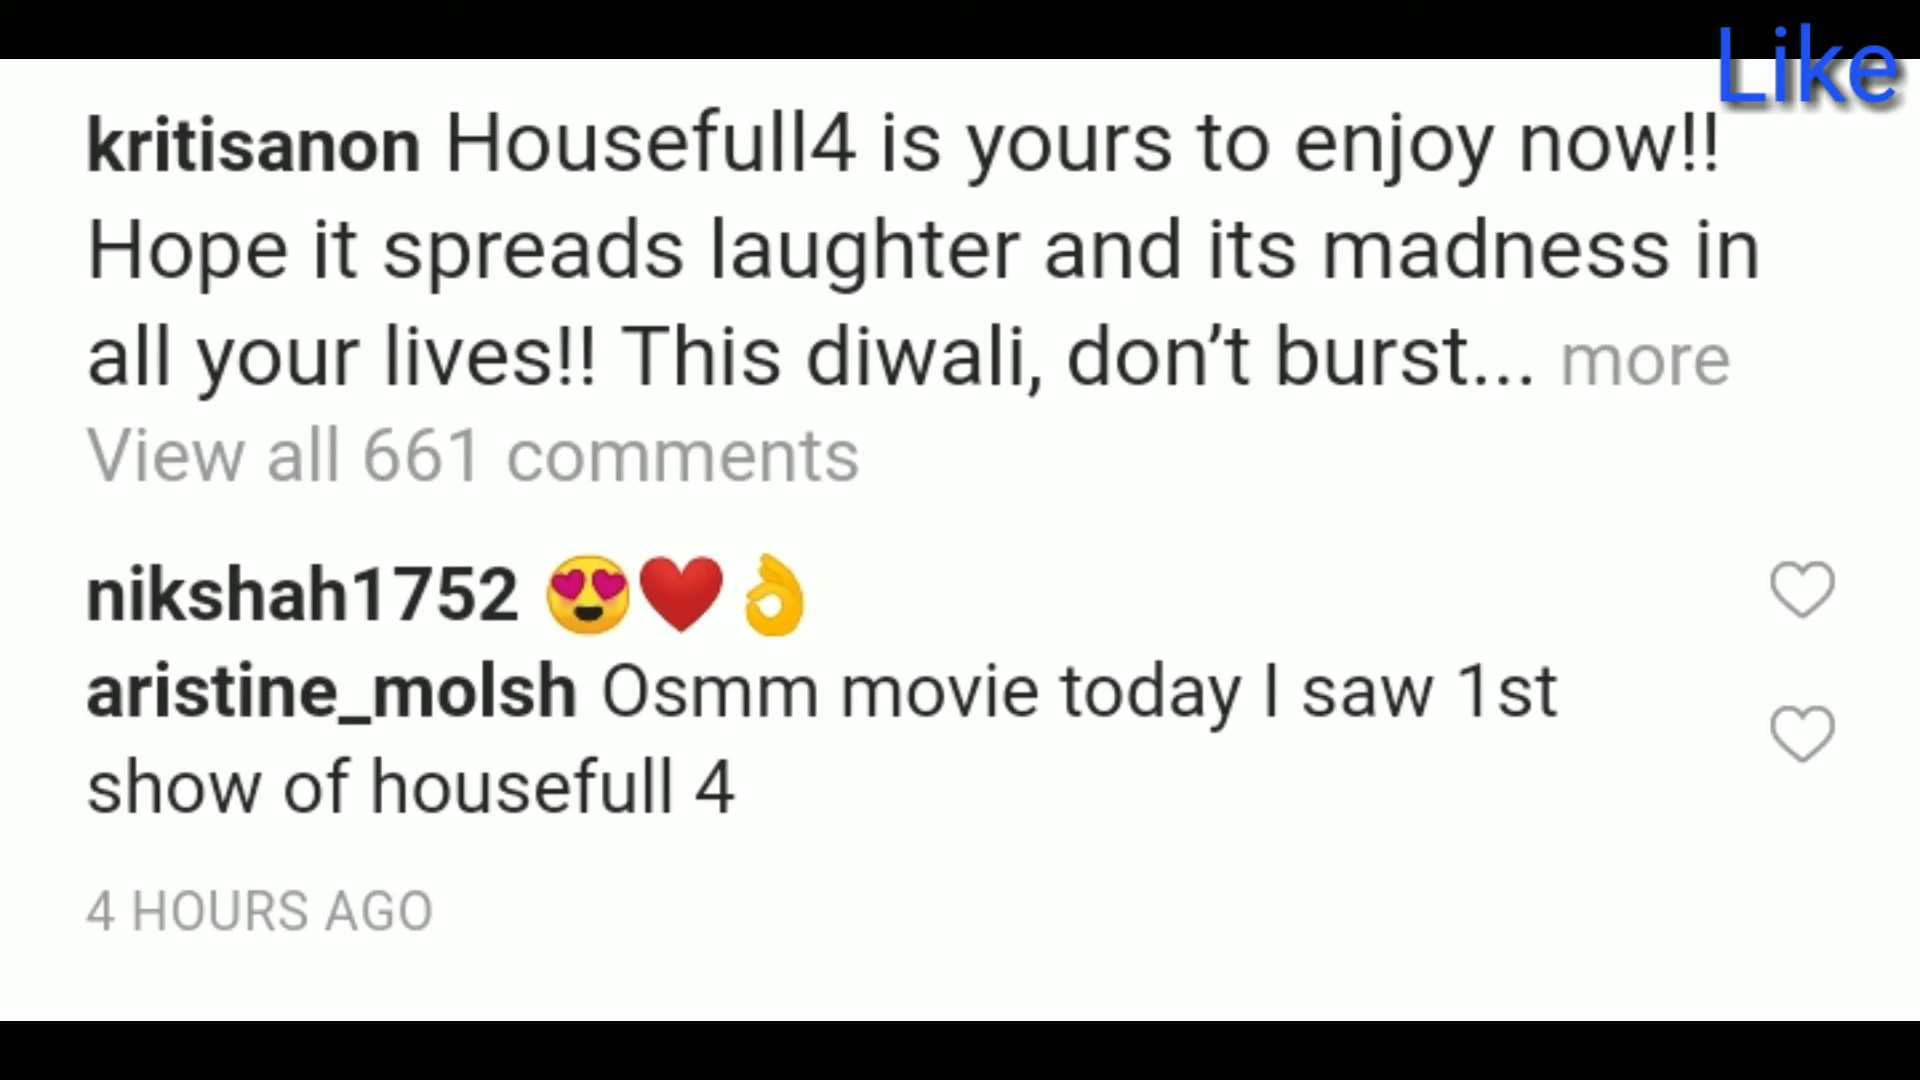 Like
kritisanon Housefull4 is yours to enjoy now!!
Hope it spreads laughter and its madness in
all your lives!! This diwali, don’t burst... more
View all 661 comments
nikshah1752 😍❤️👌
aristine_molsh Osmm movie today I saw 1st
show of housefull 4
4 HOURS AGO